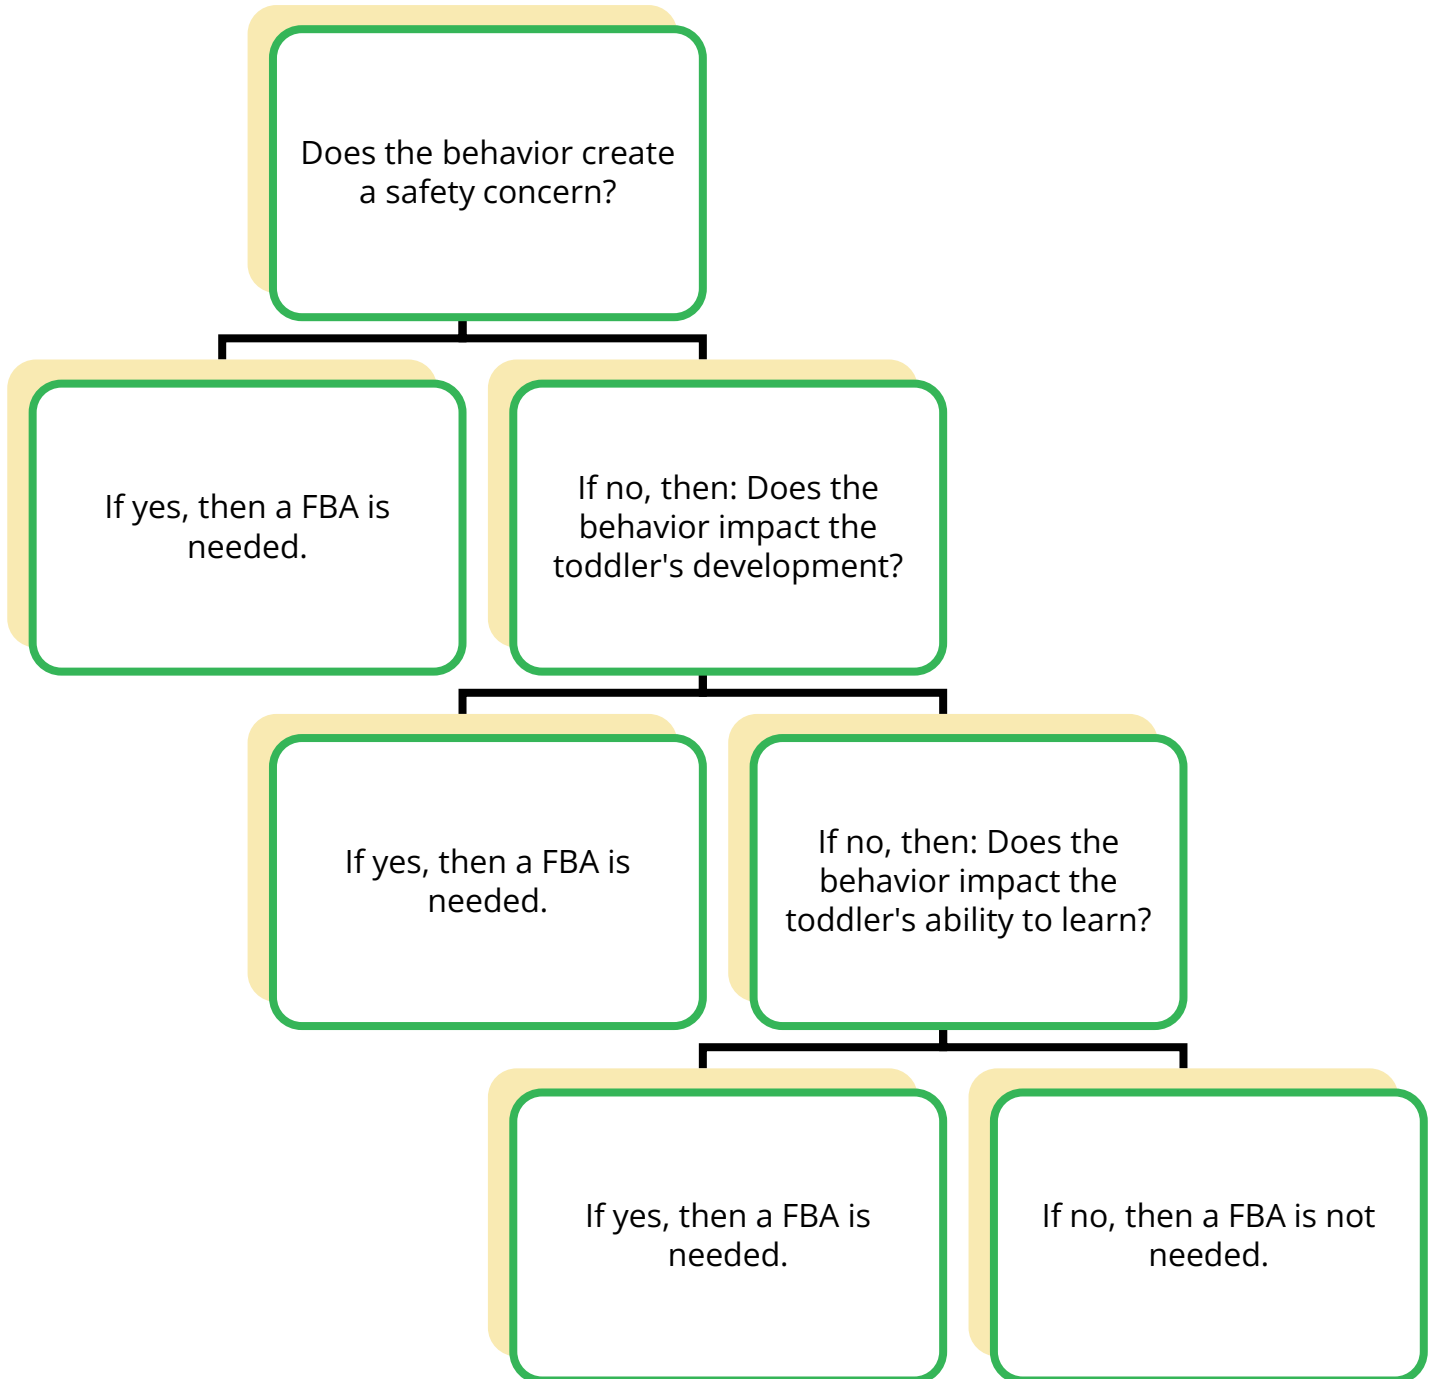 Does the behavior create
a safety concern?
If yes, then a FBA is
needed.
If no, then: Does the
behavior impact the
toddler's development?
If yes, then a FBA is
needed.
If no, then: Does the
behavior impact the
toddler's ability to learn?
If yes, then a FBA is
needed.
If no, then a FBA is not
needed.